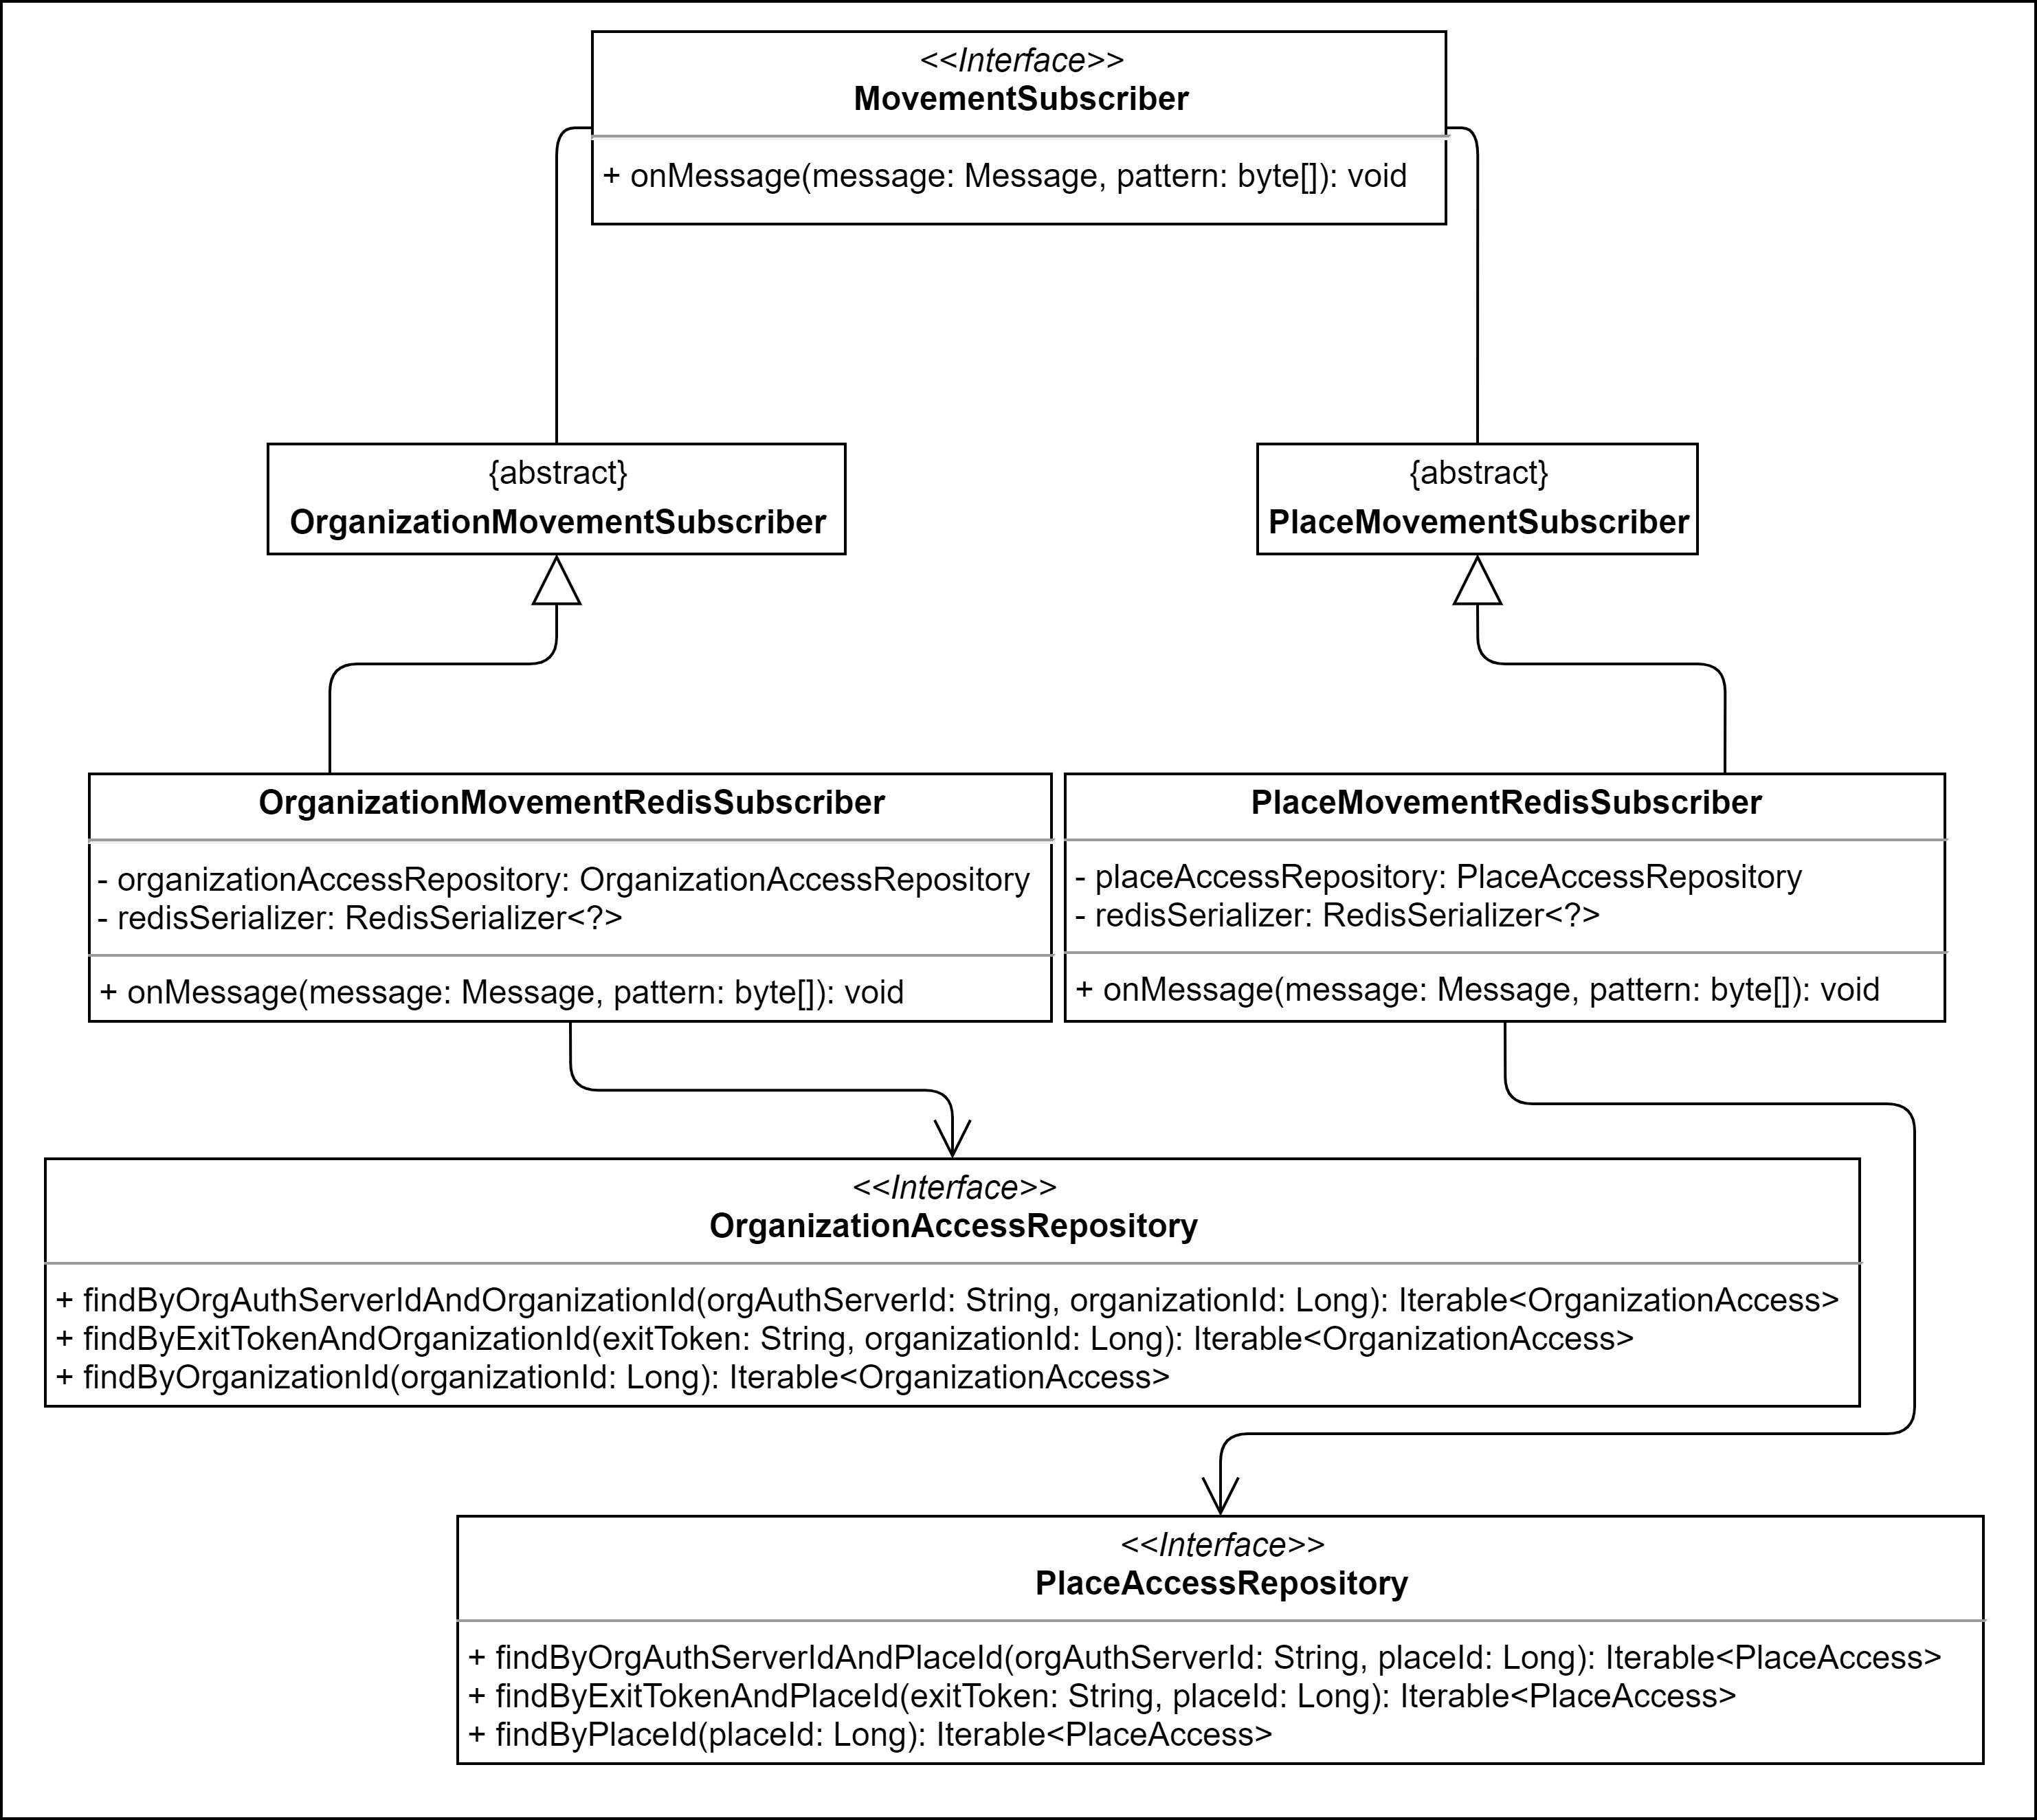 <<Interface>>
MovementSubscriber
+ onMessage(message: Message, pattern: byte[]): void
{abstract}
OrganizationMovementSubscriber
{abstract}
PlaceMovementSubscriber
OrganizationMovementRedisSubscriber
- organizationAccessRepository: OrganizationAccessRepository
- redisSerializer: RedisSerializer<?>
+ onMessage(message: Message, pattern: byte[]): void
PlaceMovementRedisSubscriber
- placeAccessRepository: PlaceAccessRepository
- redisSerializer: RedisSerializer<?>
+ onMessage(message: Message, pattern: byte[]): void
<<Interface>>
OrganizationAccessRepository
+ findByOrgAuthServerIdAndOrganizationId(orgAuthServerId: String, organizationId: Long): Iterable<OrganizationAccess>
+ findByExitTokenAndOrganizationId(exitToken: String, organizationId: Long): Iterable<OrganizationAccess>
+ findByOrganizationId(organizationId: Long): Iterable<OrganizationAccess>
<<Interface>>
PlaceAccessRepository
+ findByOrgAuthServerIdAndPlaceId(orgAuthServerId: String, placeId: Long): Iterable<PlaceAccess>
+ findByExitTokenAndPlaceId(exitToken: String, placeId: Long): Iterable<PlaceAccess>
+ findByPlaceId(placeId: Long): Iterable<PlaceAccess>